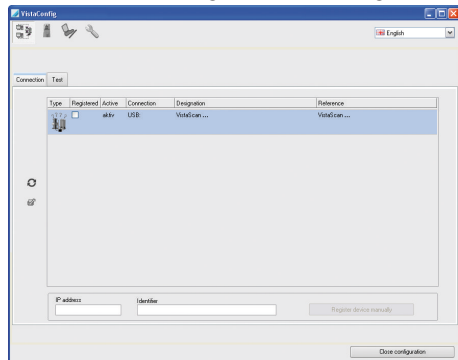 VistaConfig
English
Connection Test
Type Registered Active Connection Designation Reference
aktiv USB: VistaScan ... VistaScan ...
IP address Identifier
Register device manually
Close configuration